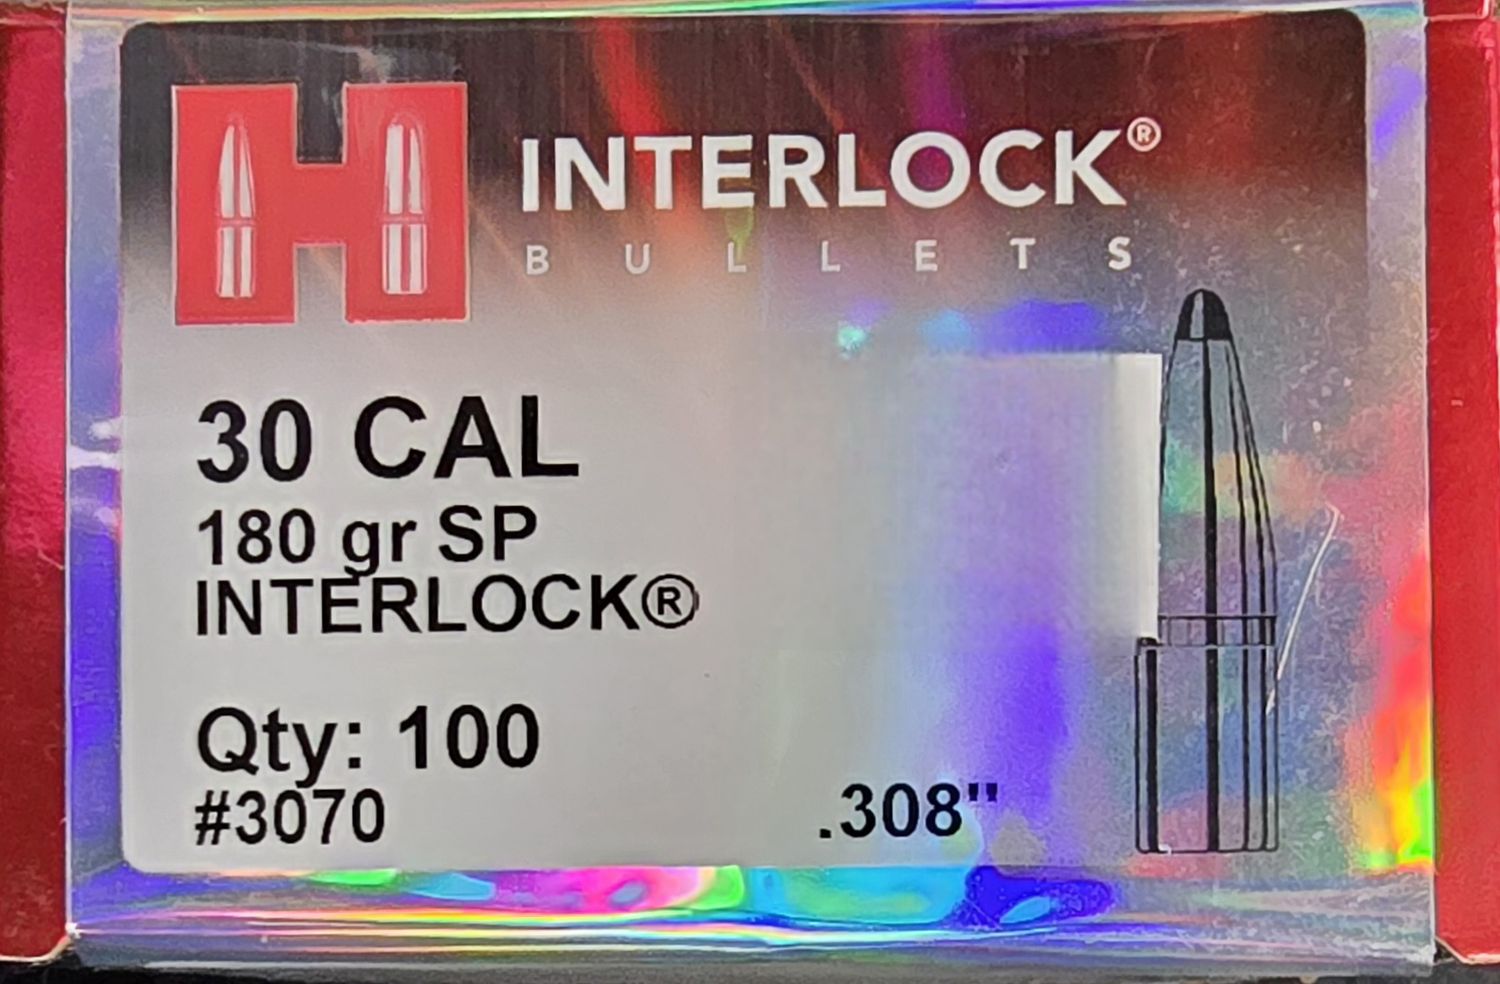 H
INTERLOCK®
BULLETS
30 CAL
180 gr SP
INTERLOCK®
Qty: 100
#3070
.308"